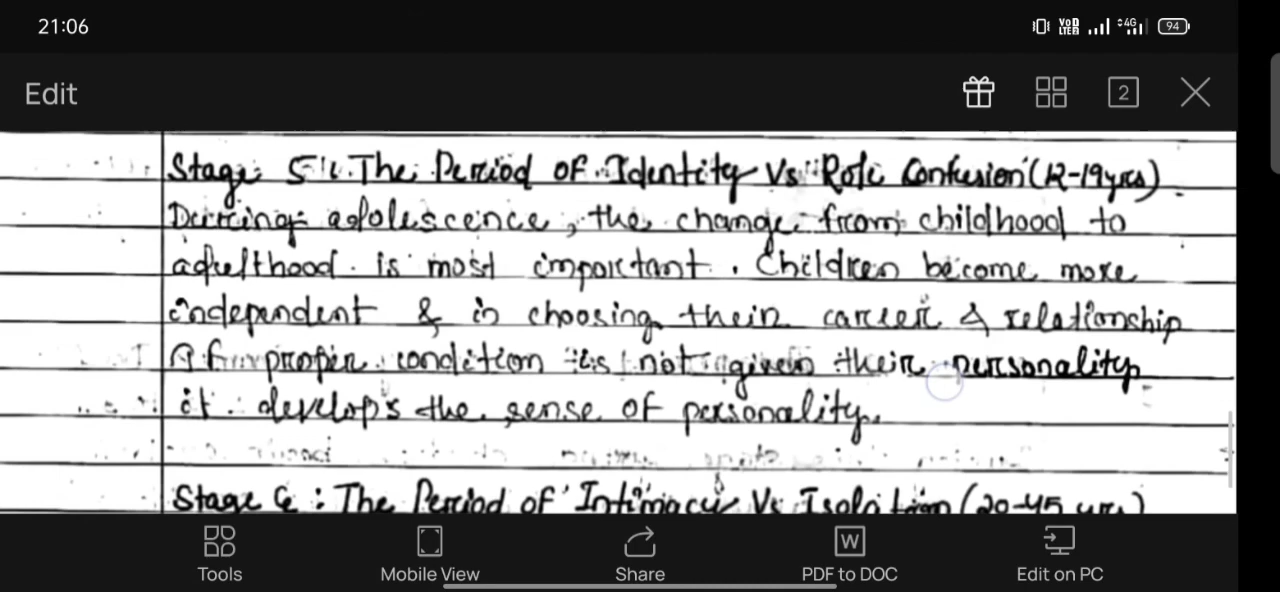 21:06
VoD LTE2 4G 94
Edit
2
Stage 5 : The Period of Identity Vs Role Confusion (12-19yrs)
During adolescence, the change from childhood to
adulthood is most important. Children become more
independent & in choosing their career & relationship
If proper condition is not given their personality
it develops the sense of personality.
Stage 6 : The Period of Intimacy Vs Isolation (20-45 yrs)
W
Tools Mobile View Share PDF to DOC Edit on PC